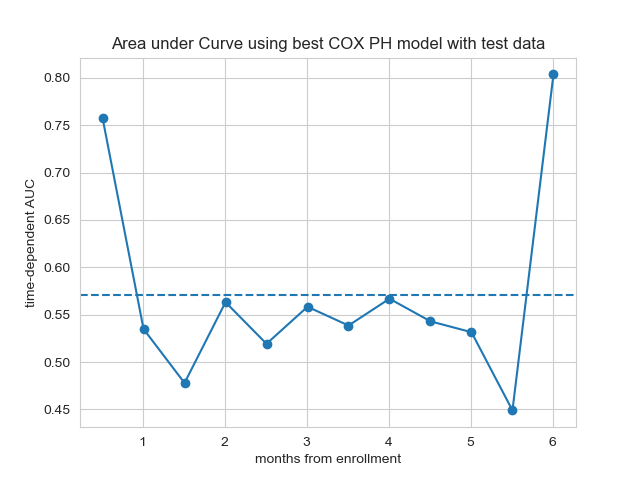 Area under Curve using best COX PH model with test data
time-dependent AUC
0.80
0.75
0.70
0.65
0.60
0.55
0.50
0.45
1 2 3 4 5 6
months from enrollment